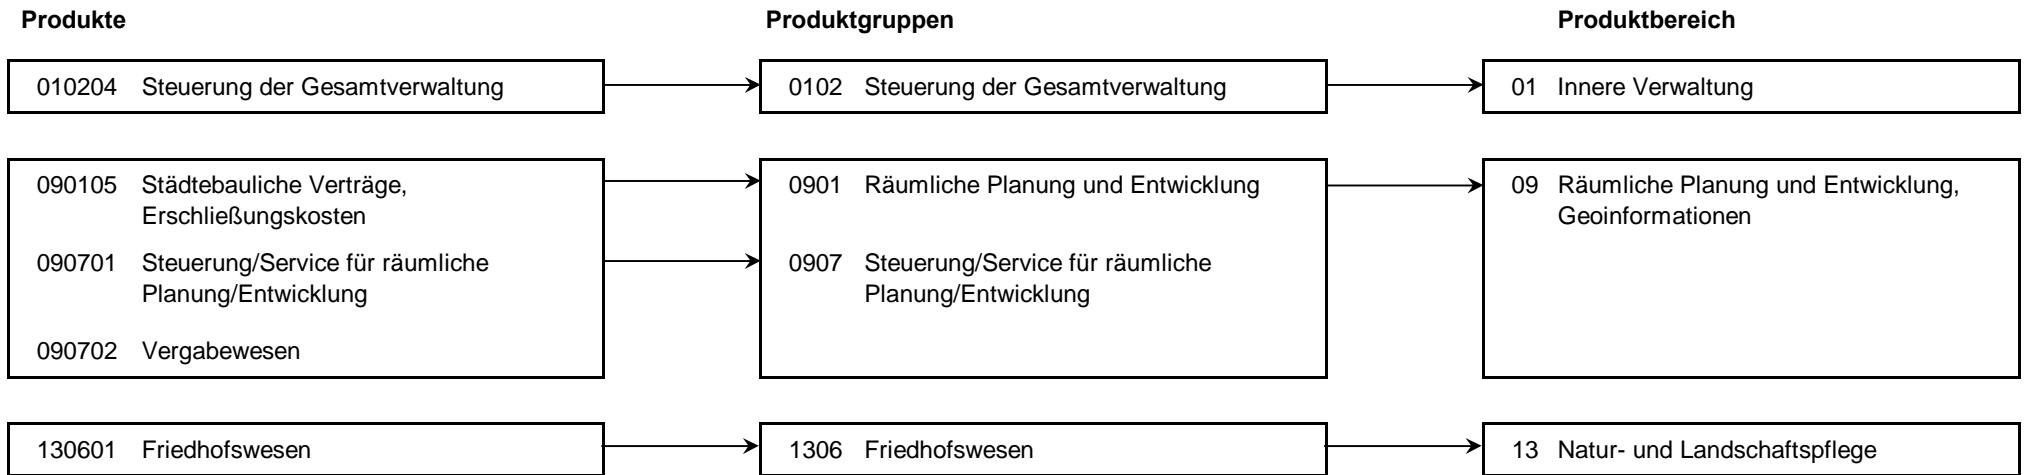 Produkte Produktgruppen Produktbereich
010204 Steuerung der Gesamtverwaltung 0102 Steuerung der Gesamtverwaltung 01 Innere Verwaltung
090105 Städtebauliche Verträge, 0901 Räumliche Planung und Entwicklung 09 Räumliche Planung und Entwicklung,
Erschließungskosten Geoinformationen
090701 Steuerung/Service für räumliche 0907 Steuerung/Service für räumliche
Planung/Entwicklung Planung/Entwicklung
090702 Vergabewesen
130601 Friedhofswesen 1306 Friedhofswesen 13 Natur- und Landschaftspflege